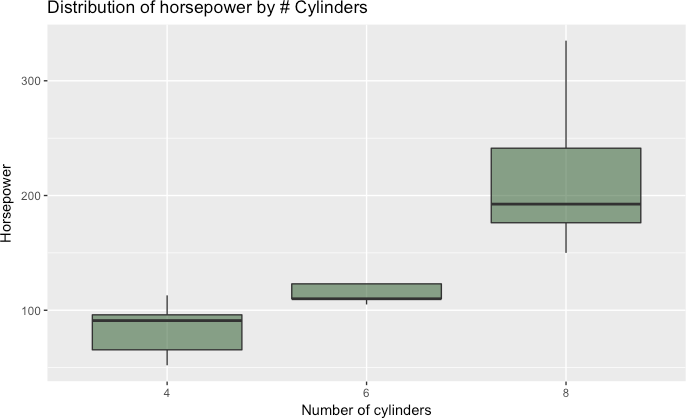 Distribution of horsepower by # Cylinders
Horsepower
300
200
100
4 6 8
Number of cylinders